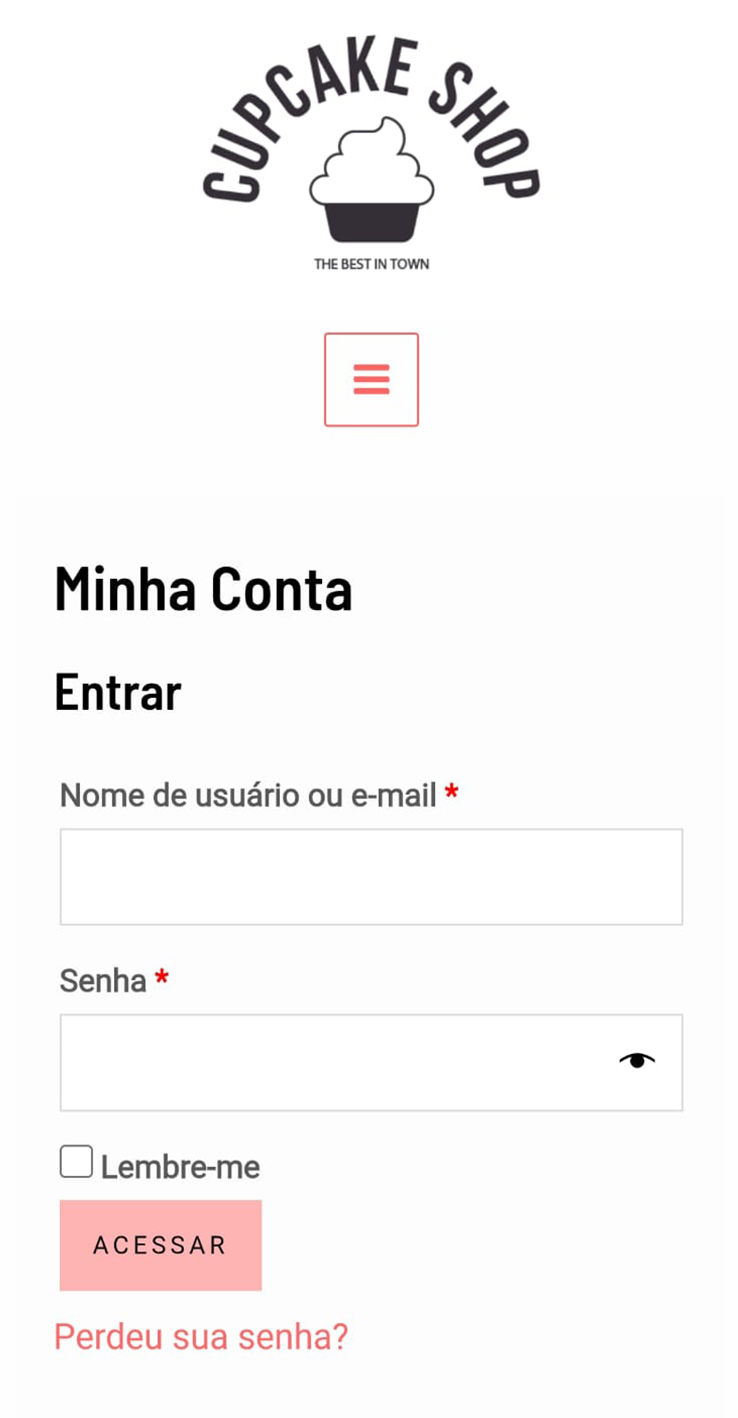 CUPCAKE SHOP
THE BEST IN TOWN
Minha Conta
Entrar
Nome de usuário ou e-mail *
Senha *
Lembre-me
ACESSAR
Perdeu sua senha?